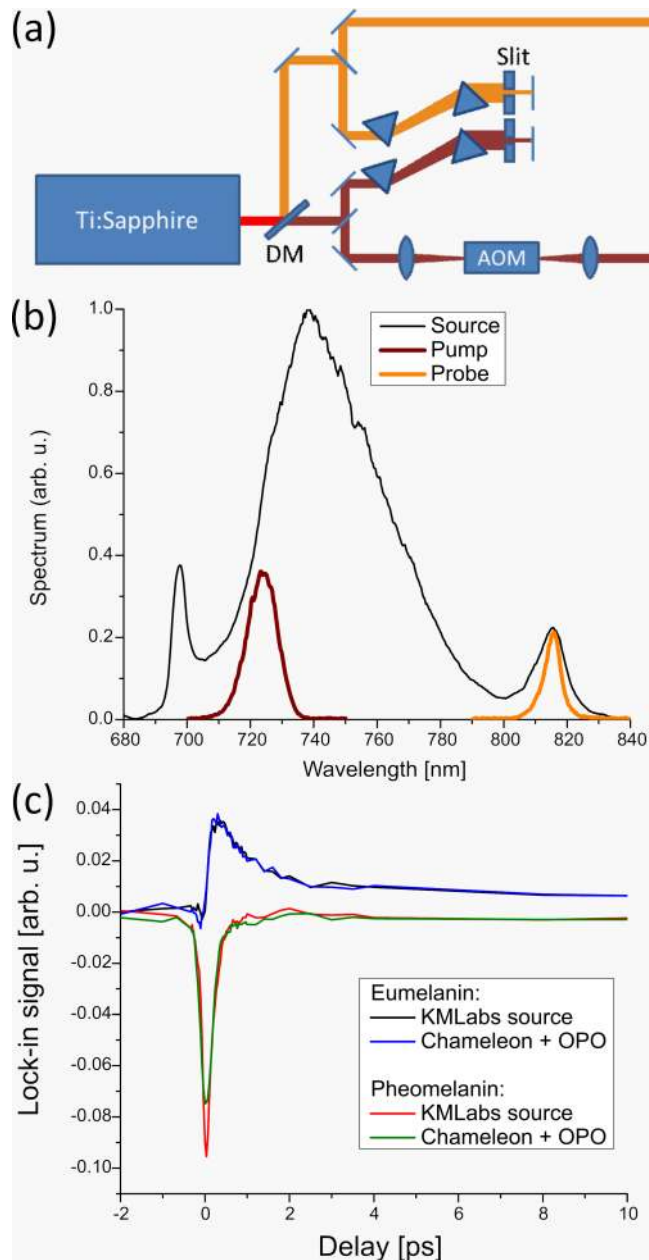 (a)
Slit
Ti:Sapphire
DM
AOM
(b)
1.0
0.8
0.6
0.4
0.2
0.0
Spectrum (arb. u.)
Source
Pump
Probe
680 700 720 740 760 780 800 820 840
Wavelength [nm]
(c)
0.04
0.02
0.00
-0.02
-0.04
-0.06
-0.08
-0.10
Lock-in signal [arb. u.]
Eumelanin:
KMLabs source
Chameleon + OPO
Pheomelanin:
KMLabs source
Chameleon + OPO
-2 0 2 4 6 8 10
Delay [ps]